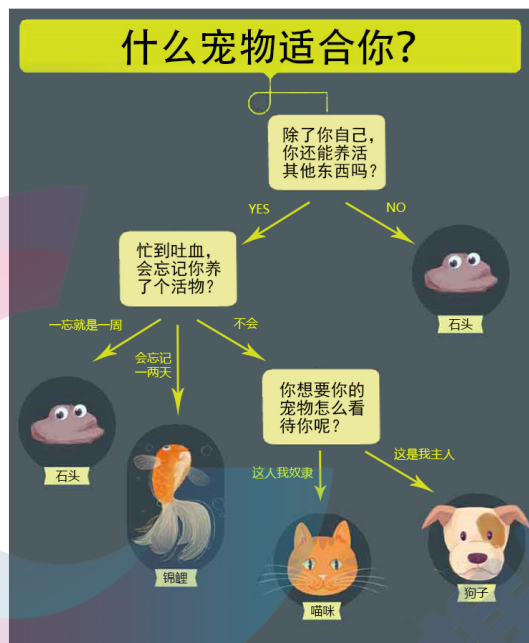 什么宠物适合你？
除了你自己，
你还能养活
其他东西吗？
YES
NO
忙到吐血，
会忘记你养
了个活物？
石头
一忘就是一周
会忘记
一两天
不会
你想要你的
宠物怎么看
待你呢？
石头
这人我奴隶
这是我主人
锦鲤
喵咪
狗子